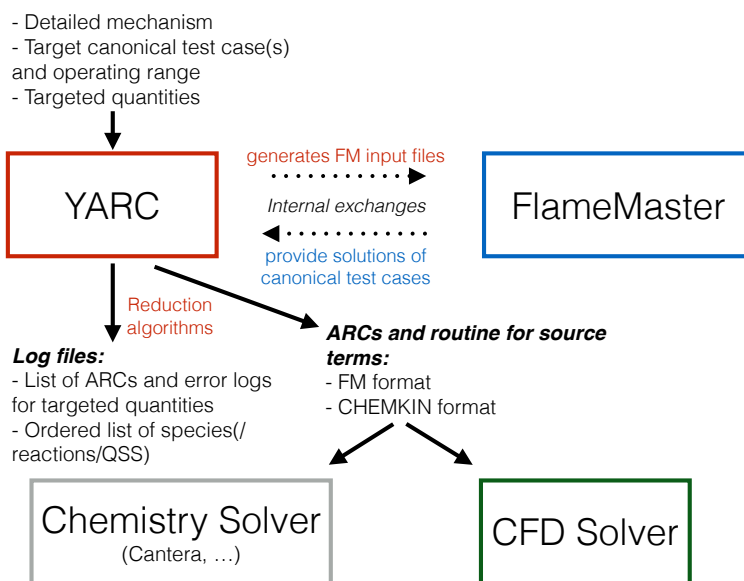 - Detailed mechanism
- Target canonical test case(s)
and operating range
- Targeted quantities
generates FM input files
YARC
Internal exchanges
FlameMaster
provide solutions of
canonical test cases
Reduction
algorithms
Log files:
- List of ARCs and error logs
for targeted quantities
- Ordered list of species(/
reactions/QSS)
ARCs and routine for source
terms:
- FM format
- CHEMKIN format
Chemistry Solver
(Cantera, ...)
CFD Solver